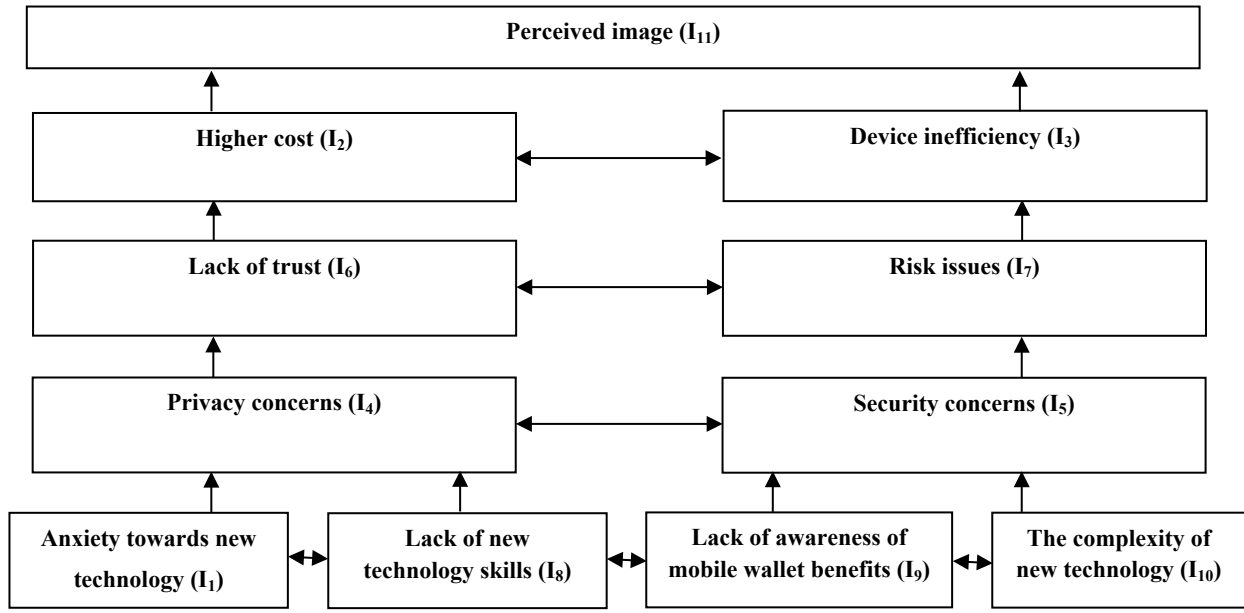 Perceived image (I₁₁)
Higher cost (I₂)
Device inefficiency (I₃)
Lack of trust (I₆)
Risk issues (I₇)
Privacy concerns (I₄)
Security concerns (I₅)
Anxiety towards new
technology (I₁)
Lack of new
technology skills (I₈)
Lack of awareness of
mobile wallet benefits (I₉)
The complexity of
new technology (I₁₀)